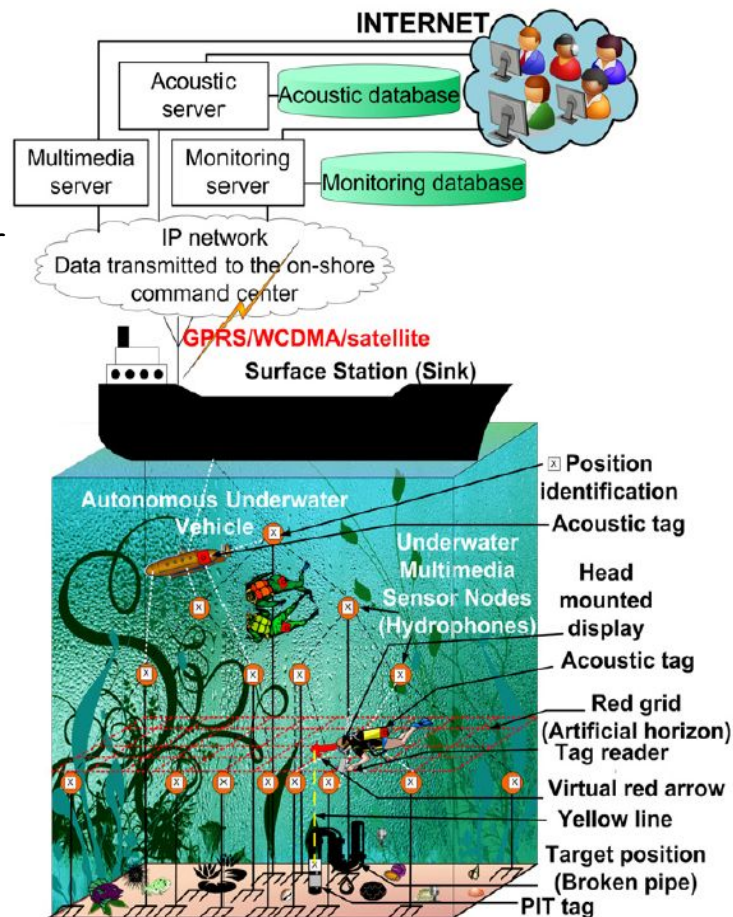 INTERNET
Acoustic
server
Acoustic database
Multimedia
server
Monitoring
server
Monitoring database
IP network
Data transmitted to the on-shore
command center
GPRS/WCDMA/satellite
Surface Station (Sink)
Position
identification
Autonomous Underwater
Vehicle
Acoustic tag
Underwater
Multimedia
Sensor Nodes
(Hydrophones)
Head
mounted
display
Acoustic tag
Red grid
(Artificial horizon)
Tag reader
Virtual red arrow
Yellow line
Target position
(Broken pipe)
PIT tag